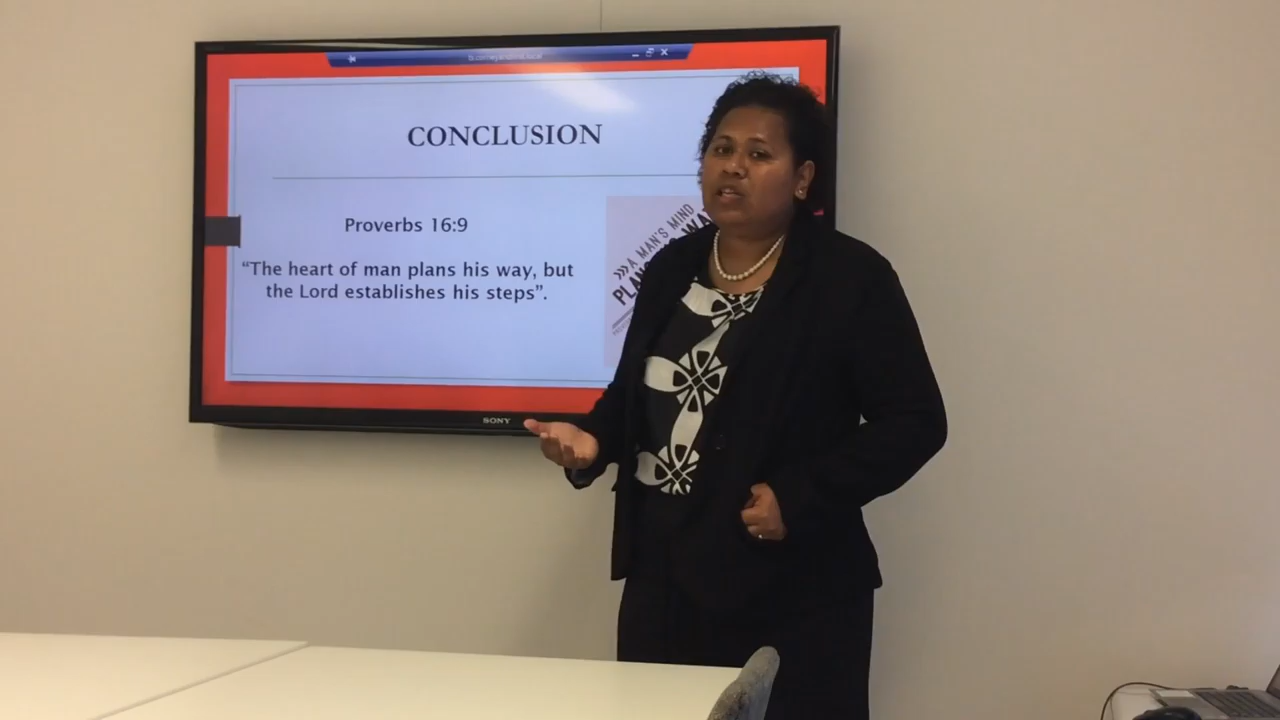 CONCLUSION
Proverbs 16:9
“The heart of man plans his way, but
the Lord establishes his steps”.
»»A MAN'S MIND
SONY